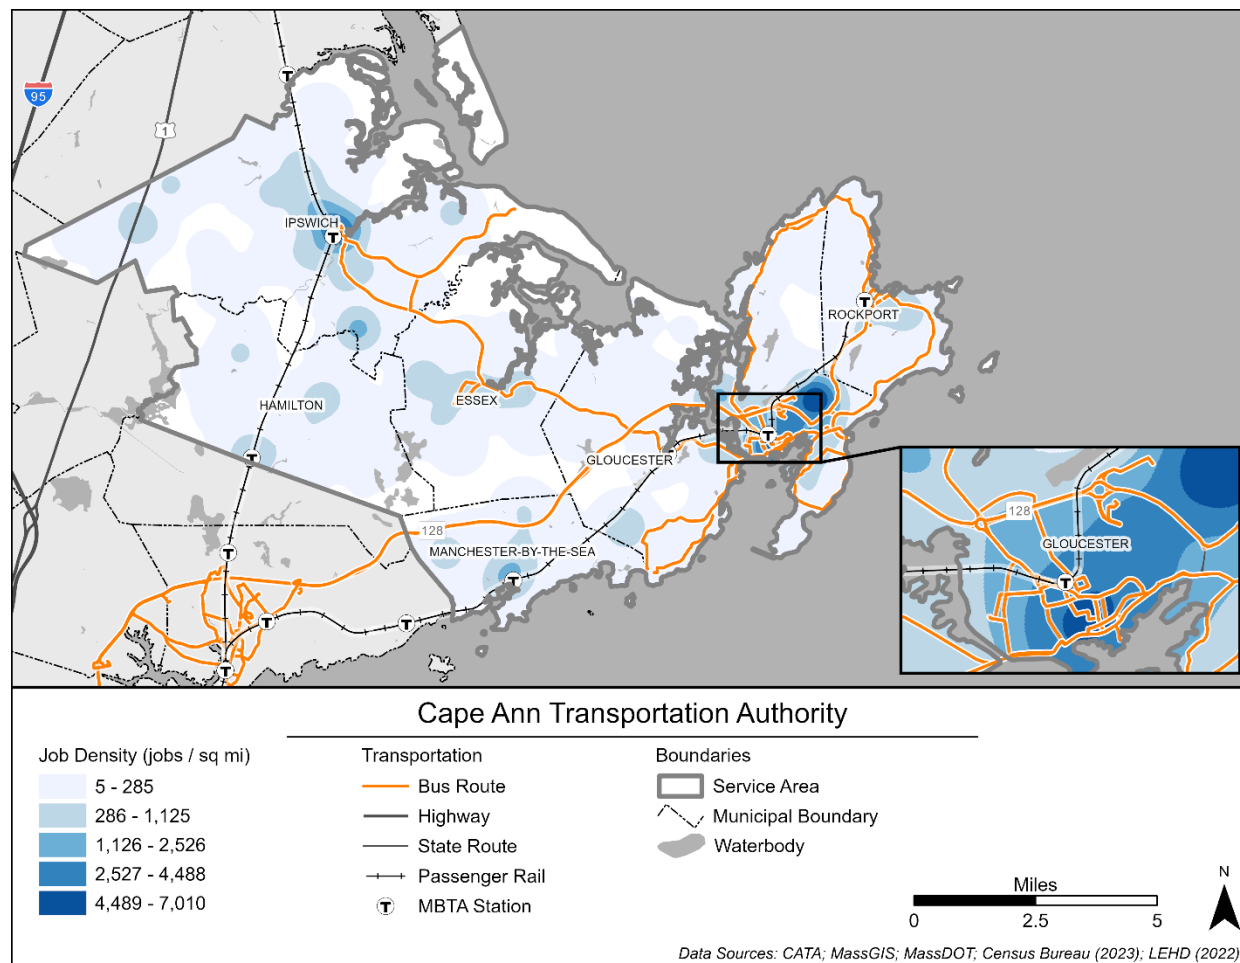 95
1
IPSWICH
ROCKPORT
HAMILTON
ESSEX
GLOUCESTER
128
MANCHESTER-BY-THE-SEA
128
GLOUCESTER
T
T
T
T
T
T
T
T
T
T
T
Cape Ann Transportation Authority
Job Density (jobs / sq mi)
5 - 285
286 - 1,125
1,126 - 2,526
2,527 - 4,488
4,489 - 7,010
Transportation
Bus Route
Highway
State Route
Passenger Rail
T MBTA Station
Boundaries
Service Area
Municipal Boundary
Waterbody
Miles
0 2.5 5
N
Data Sources: CATA; MassGIS; MassDOT; Census Bureau (2023); LEHD (2022)